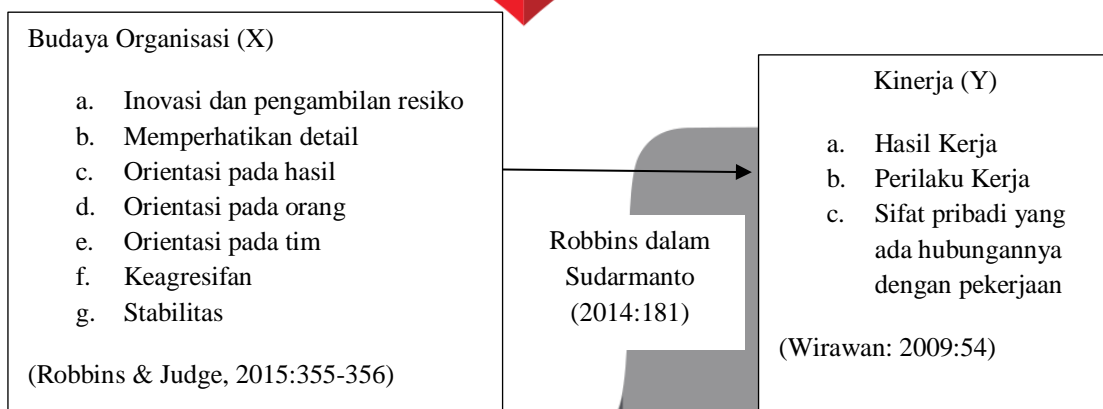 Budaya Organisasi (X)
a. Inovasi dan pengambilan resiko
b. Memperhatikan detail
c. Orientasi pada hasil
d. Orientasi pada orang
e. Orientasi pada tim
f. Keagresifan
g. Stabilitas
(Robbins & Judge, 2015:355-356)
Robbins dalam
Sudarmanto
(2014:181)
Kinerja (Y)
a. Hasil Kerja
b. Perilaku Kerja
c. Sifat pribadi yang
ada hubungannya
dengan pekerjaan
(Wirawan: 2009:54)